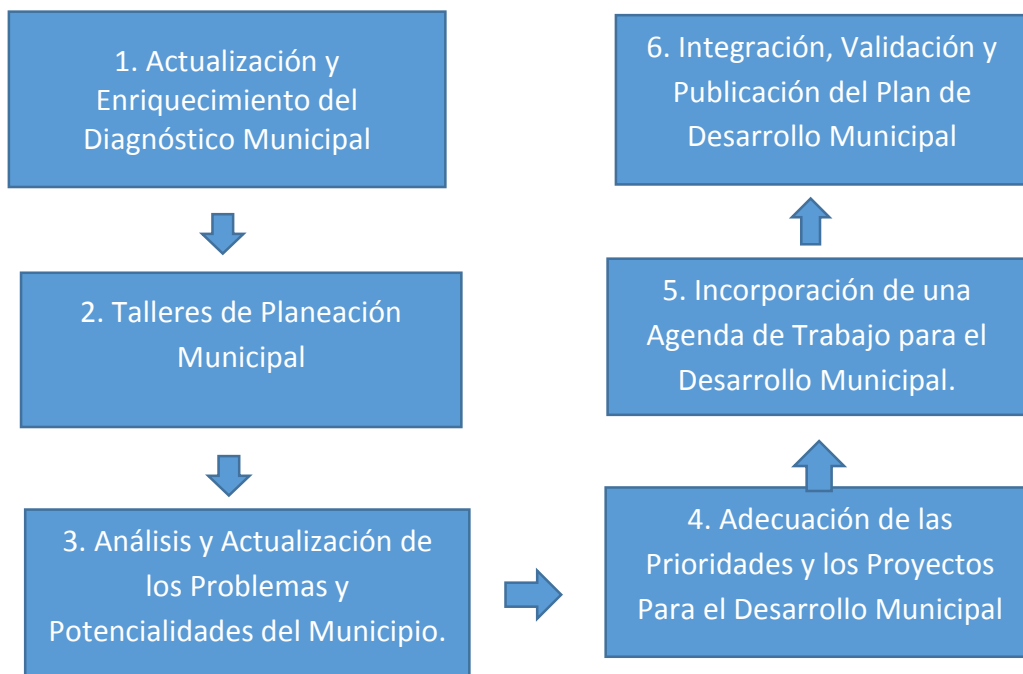 1. Actualización y
Enriquecimiento del
Diagnóstico Municipal
2. Talleres de Planeación
Municipal
3. Análisis y Actualización de
los Problemas y
Potencialidades del Municipio.
4. Adecuación de las
Prioridades y los Proyectos
Para el Desarrollo Municipal
5. Incorporación de una
Agenda de Trabajo para el
Desarrollo Municipal.
6. Integración, Validación y
Publicación del Plan de
Desarrollo Municipal